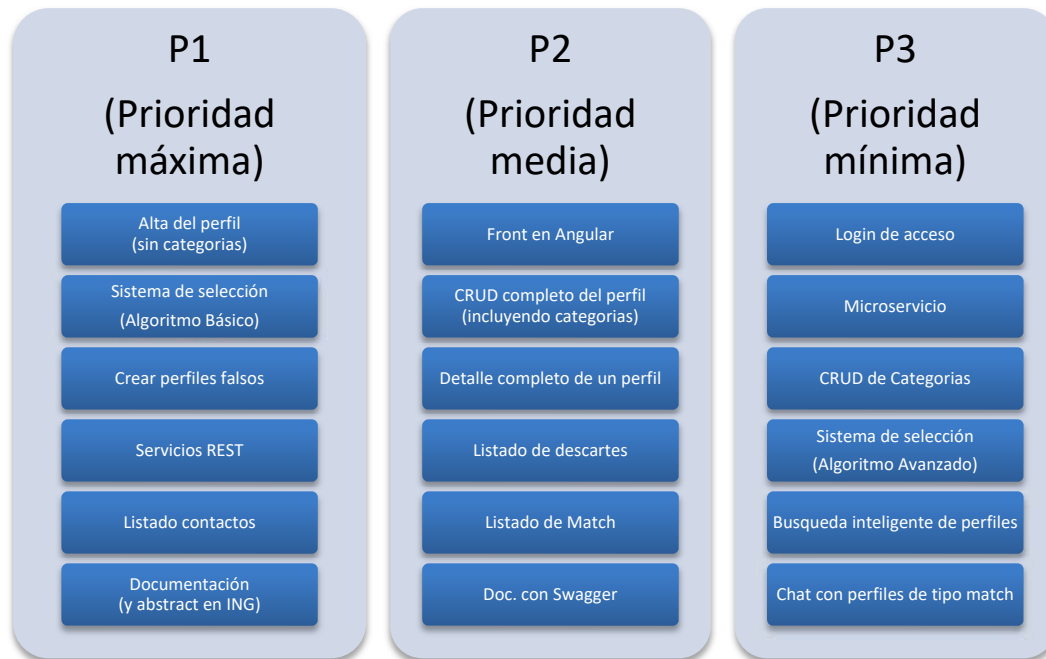 P1
(Prioridad
máxima)
Alta del perfil
(sin categorias)
Sistema de selección
(Algoritmo Básico)
Crear perfiles falsos
Servicios REST
Listado contactos
Documentación
(y abstract en ING)
P2
(Prioridad
media)
Front en Angular
CRUD completo del perfil
(incluyendo categorias)
Detalle completo de un perfil
Listado de descartes
Listado de Match
Doc. con Swagger
P3
(Prioridad
mínima)
Login de acceso
Microservicio
CRUD de Categorias
Sistema de selección
(Algoritmo Avanzado)
Busqueda inteligente de perfiles
Chat con perfiles de tipo match